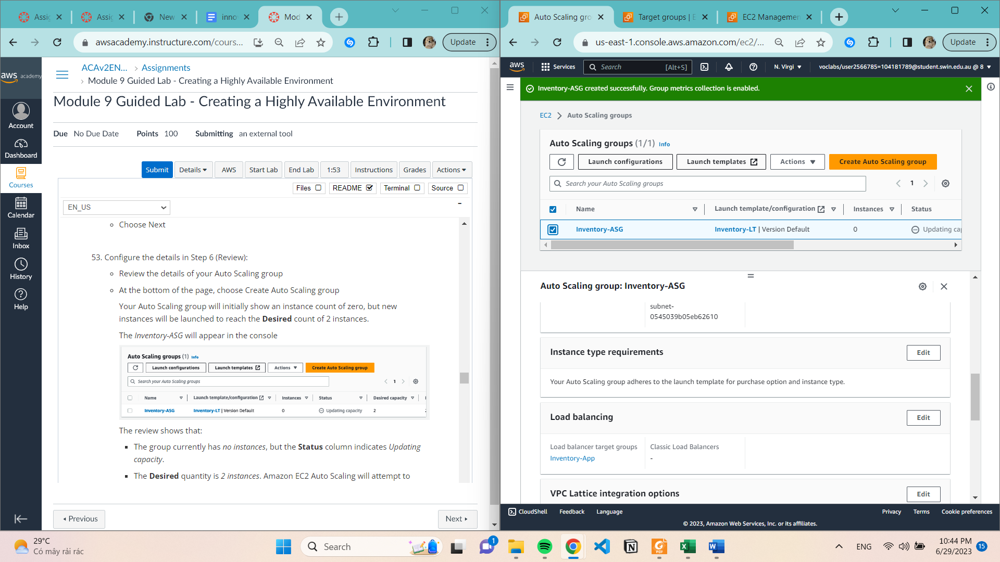 Assig
Assig
New
inno
Mod
awsacademy.instructure.com/cours...
Update
aws academy
Account
Dashboard
Courses
Calendar
Inbox
History
Help
ACAv2EN... > Assignments
> Module 9 Guided Lab - Creating a Highly Available Environment
Module 9 Guided Lab - Creating a Highly Available Environment
Due No Due Date Points 100 Submitting an external tool
Submit Details AWS Start Lab End Lab 1:53 Instructions Grades Actions
Files README Terminal Source
EN_US
Choose Next
53. Configure the details in Step 6 (Review):
Review the details of your Auto Scaling group
At the bottom of the page, choose Create Auto Scaling group
Your Auto Scaling group will initially show an instance count of zero, but new
instances will be launched to reach the Desired count of 2 instances.
The Inventory-ASG will appear in the console
Auto Scaling groups (1) Info
Launch configurations Launch templates Actions Create Auto Scaling group
Search your Auto Scaling groups
1
Name Launch template/configuration Instances Status Desired capacity
Inventory-ASG Inventory-LT | Version Default 0 Updating capacity 2
The review shows that:
The group currently has no instances, but the Status column indicates Updating
capacity.
The Desired quantity is 2 instances. Amazon EC2 Auto Scaling will attempt to
Previous
Next
Auto Scaling gro
Target groups | E
EC2 Managemen
us-east-1.console.aws.amazon.com/ec2/...
Update
aws Services Search [Alt+S] N. Virgi voclabs/user2566785=104181789@student.swin.edu.au @ 8
Inventory-ASG created successfully. Group metrics collection is enabled.
EC2 > Auto Scaling groups
Auto Scaling groups (1/1) Info
Launch configurations Launch templates Actions Create Auto Scaling group
Search your Auto Scaling groups
1
Name Launch template/configuration Instances Status
Inventory-ASG Inventory-LT | Version Default 0 Updating cap
Auto Scaling group: Inventory-ASG
subnet-
0545039b05eb62610
Instance type requirements
Edit
Your Auto Scaling group adheres to the launch template for purchase option and instance type.
Load balancing
Edit
Load balancer target groups Classic Load Balancers
Inventory-App -
VPC Lattice integration options
Edit
CloudShell Feedback Language Privacy Terms Cookie preferences
© 2023, Amazon Web Services, Inc. or its affiliates.
29°C
Có mây rải rác
Search
1
PDF
ENG
10:44 PM
6/29/2023
15